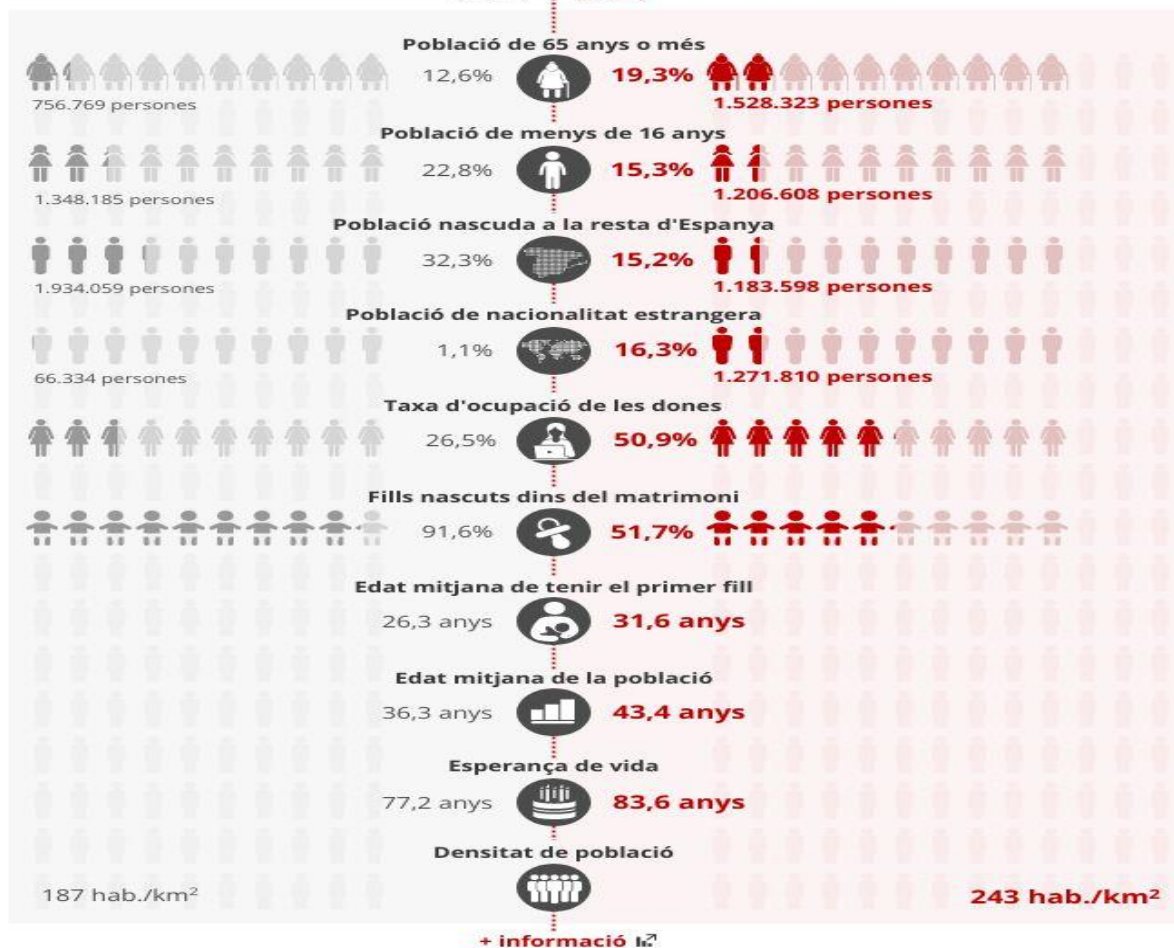 Població de 65 anys o més
12,6% 19,3%
756.769 persones 1.528.323 persones
Població de menys de 16 anys
22,8% 15,3%
1.348.185 persones 1.206.608 persones
Població nascuda a la resta d'Espanya
32,3% 15,2%
1.934.059 persones 1.183.598 persones
Població de nacionalitat estrangera
1,1% 16,3%
66.334 persones 1.271.810 persones
Taxa d'ocupació de les dones
26,5% 50,9%
Fills nascuts dins del matrimoni
91,6% 51,7%
Edat mitjana de tenir el primer fill
26,3 anys 31,6 anys
Edat mitjana de la població
36,3 anys 43,4 anys
Esperança de vida
77,2 anys 83,6 anys
Densitat de població
187 hab./km² 243 hab./km²
+ informació